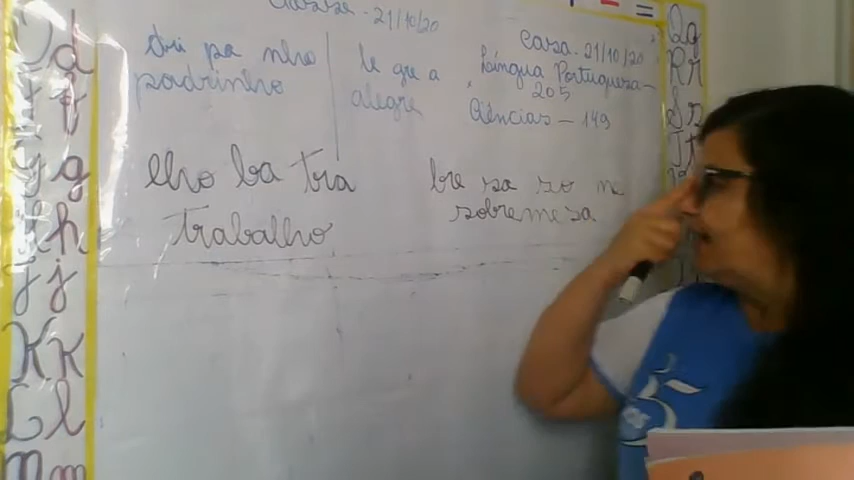 Classe - 21/10/20
dri pa nho
padrinho
le gre a
alegre
Casa - 21/10/20
Língua Portuguesa -
205
Ciências - 149
lho ba tra
trabalho
bre sa so me
sobremesa
D d
F f
G g
H h
J j
K k
L l
M m
Q q
R r
S s
T t